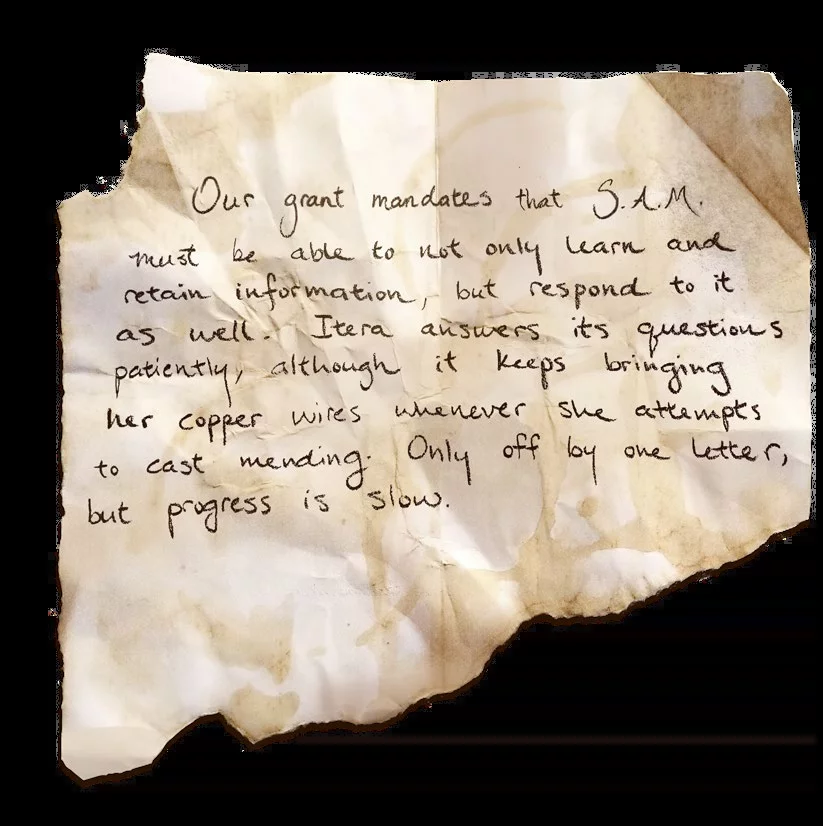 Our grant mandates that S.A.M.
must be able to not only learn and
retain information, but respond to it
as well. Itera answers its questions
patiently, although it keeps bringing
her copper wires whenever she attempts
to cast mending. Only off by one letter,
but progress is slow.